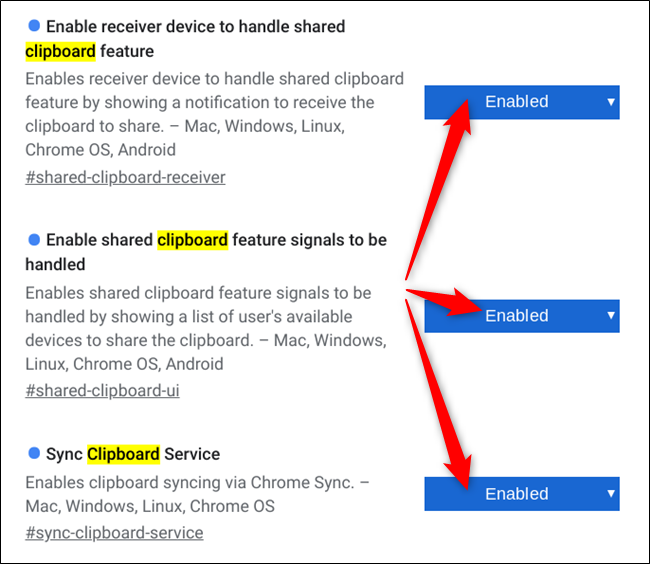 Enable receiver device to handle shared
clipboard feature
Enables receiver device to handle shared clipboard
feature by showing a notification to receive the
clipboard to share. – Mac, Windows, Linux,
Chrome OS, Android
#shared-clipboard-receiver
Enabled
Enable shared clipboard feature signals to be
handled
Enables shared clipboard feature signals to be
handled by showing a list of user's available
devices to share the clipboard. – Mac, Windows,
Linux, Chrome OS, Android
#shared-clipboard-ui
Enabled
Sync Clipboard Service
Enables clipboard syncing via Chrome Sync. –
Mac, Windows, Linux, Chrome OS
#sync-clipboard-service
Enabled